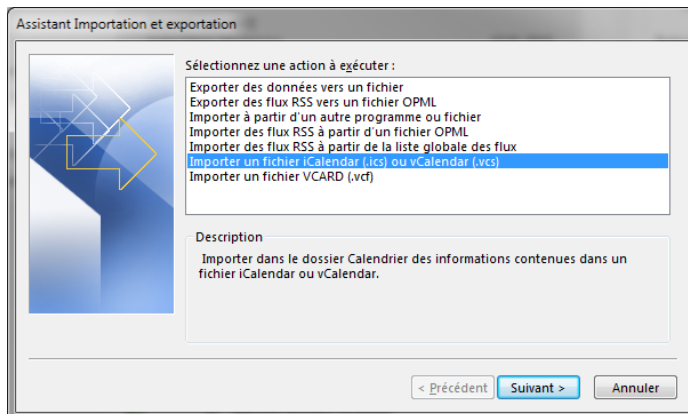 Assistant Importation et exportation
Sélectionnez une action à exécuter :
Exporter des données vers un fichier
Exporter des flux RSS vers un fichier OPML
Importer à partir d'un autre programme ou fichier
Importer des flux RSS à partir d'un fichier OPML
Importer des flux RSS à partir de la liste globale des flux
Importer un fichier iCalendar (.ics) ou vCalendar (.vcs)
Importer un fichier VCARD (.vcf)
Description
Importer dans le dossier Calendrier des informations contenues dans un
fichier iCalendar ou vCalendar.
< Précédent Suivant > Annuler